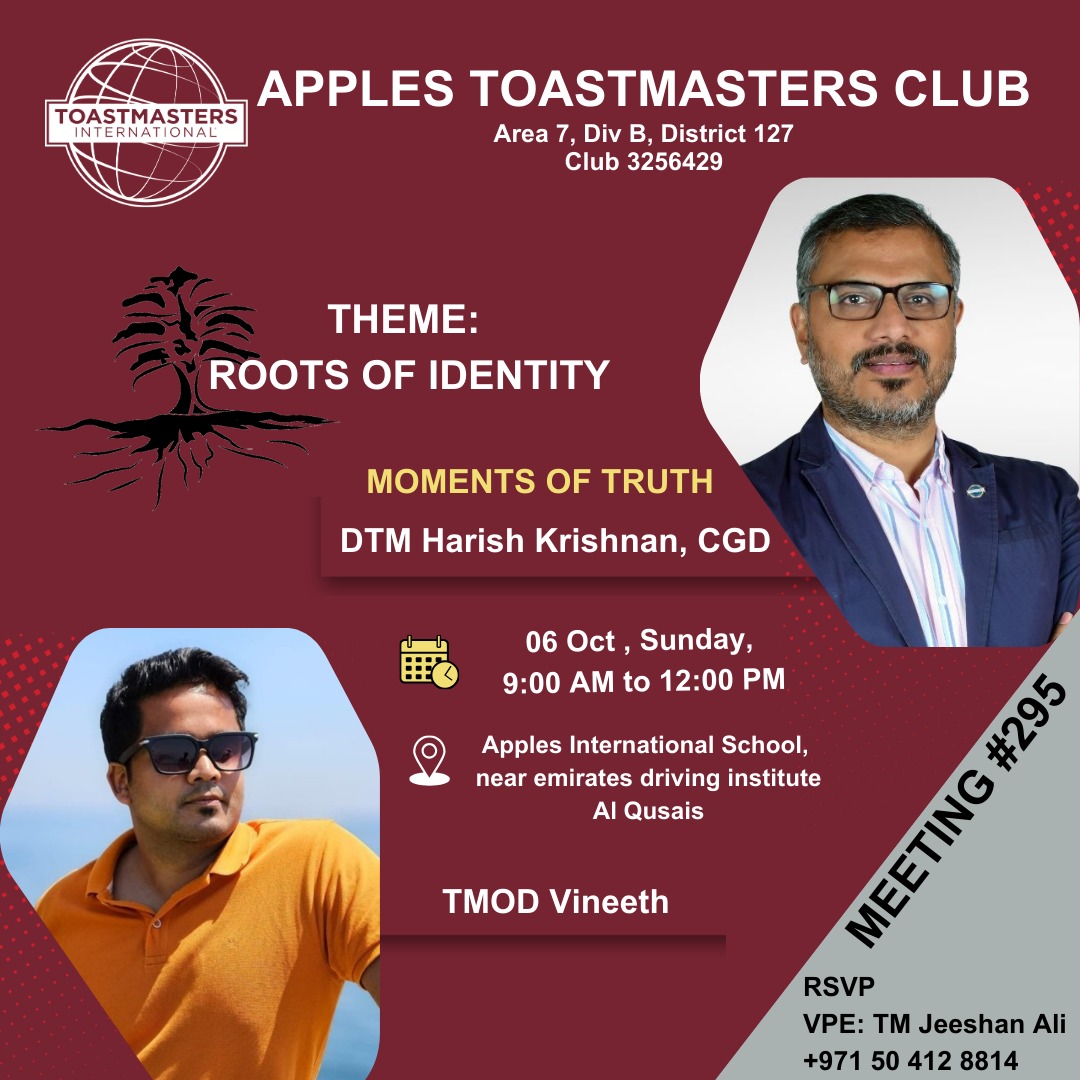 TOASTMASTERS
INTERNATIONAL
APPLES TOASTMASTERS CLUB
Area 7, Div B, District 127
Club 3256429
THEME:
ROOTS OF IDENTITY
MOMENTS OF TRUTH
DTM Harish Krishnan, CGD
06 Oct , Sunday,
9:00 AM to 12:00 PM
Apples International School,
near emirates driving institute
Al Qusais
TMOD Vineeth
MEETING #295
RSVP
VPE: TM Jeeshan Ali
+971 50 412 8814